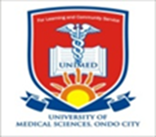 For Learning and Community Service
UNIMED
UNIVERSITY OF
MEDICAL SCIENCES, ONDO CITY